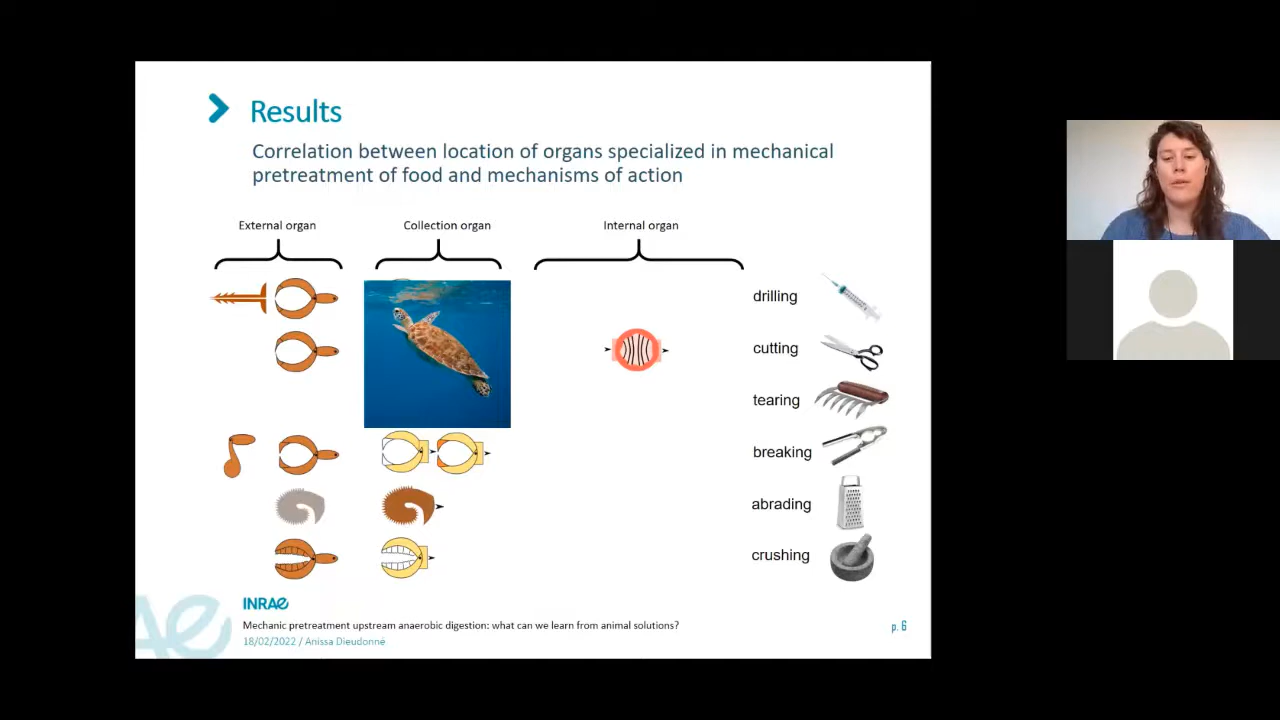 Results
Correlation between location of organs specialized in mechanical
pretreatment of food and mechanisms of action
External organ
Collection organ
Internal organ
drilling
cutting
tearing
breaking
abrading
crushing
INRAE
Mechanic pretreatment upstream anaerobic digestion: what can we learn from animal solutions?
18/02/2022 / Anissa Dieudonné
p. 6